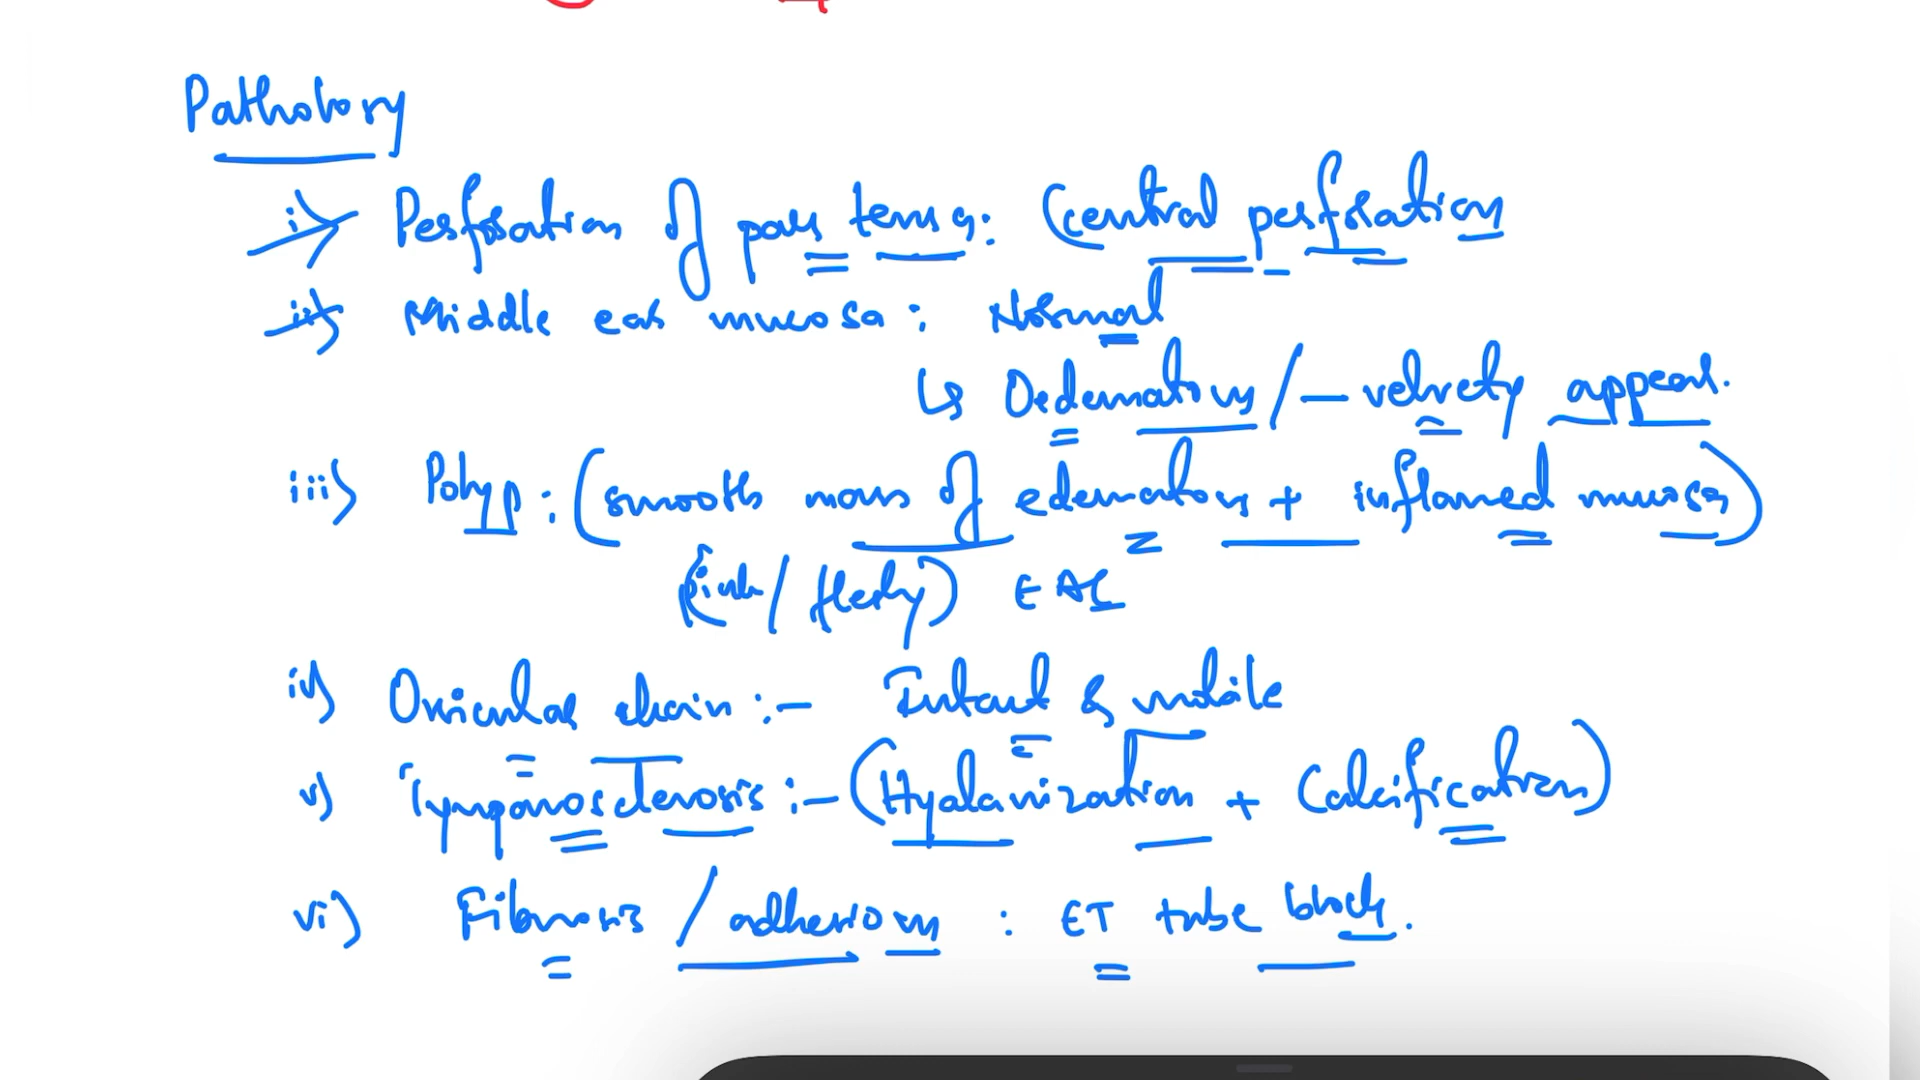 Pathology
i) Perforation of pars tensa: (central perforation
ii) Middle ear mucosa: Normal
↳ Oedematous / – velvety appear.
iii) Polyp: (smooth mass of edematous + inflamed mucosa)
(pink / fleshy) EAC
iv) Ossicular chain :- Intact & mobile
v) Tympanosclerosis :- (Hyalanization + Calcification)
vi) Fibrosis / adhesions : ET tube block.